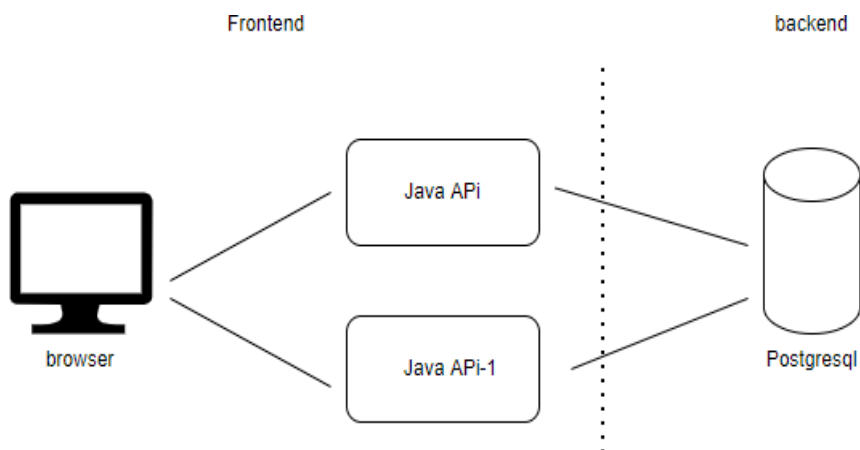 Frontend
backend
Java APi
browser
Java APi-1
Postgresql